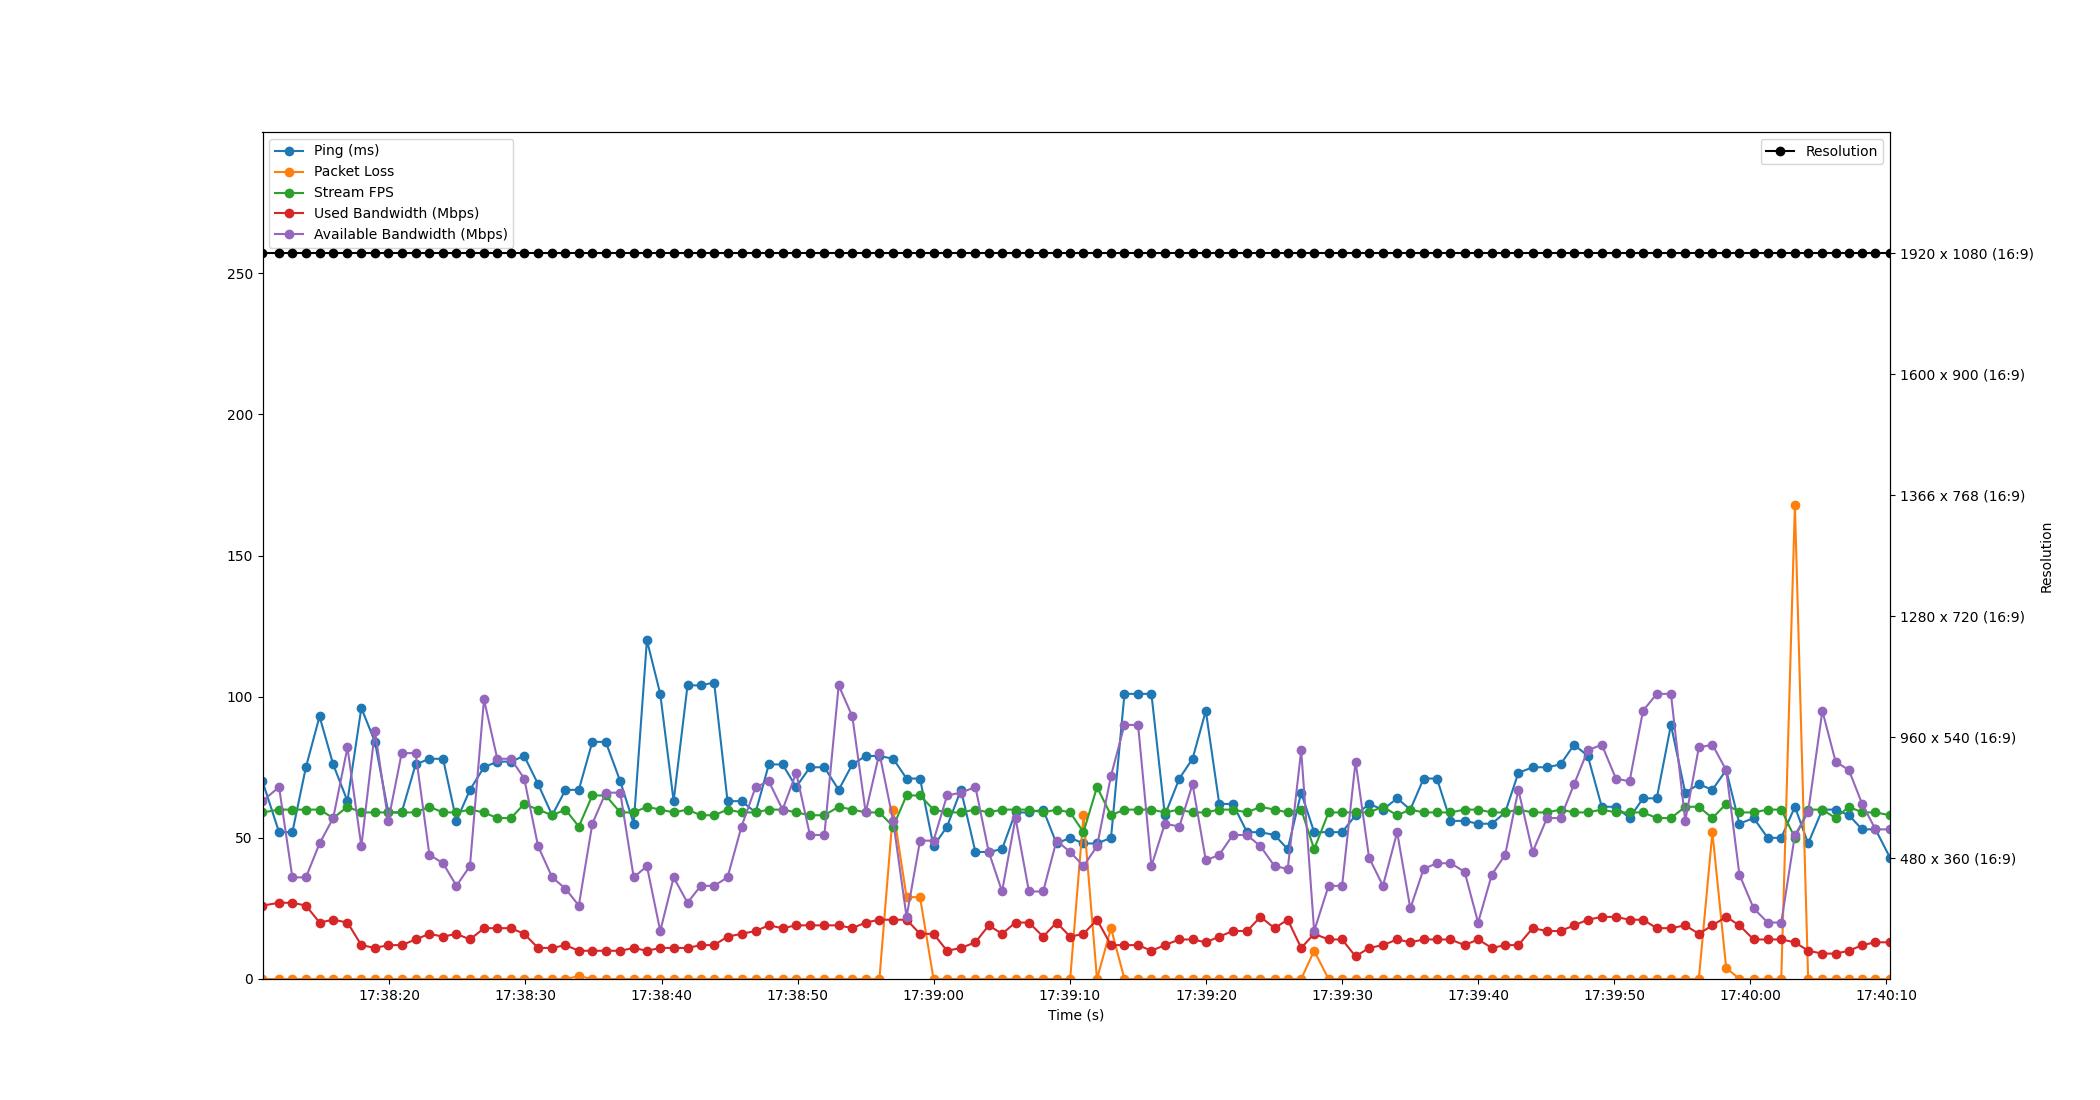 Ping (ms)
Packet Loss
Stream FPS
Used Bandwidth (Mbps)
Available Bandwidth (Mbps)
Resolution
250
200
150
100
50
0
1920 x 1080 (16:9)
1600 x 900 (16:9)
1366 x 768 (16:9)
1280 x 720 (16:9)
960 x 540 (16:9)
480 x 360 (16:9)
Resolution
17:38:20 17:38:30 17:38:40 17:38:50 17:39:00 17:39:10 17:39:20 17:39:30 17:39:40 17:39:50 17:40:00 17:40:10
Time (s)